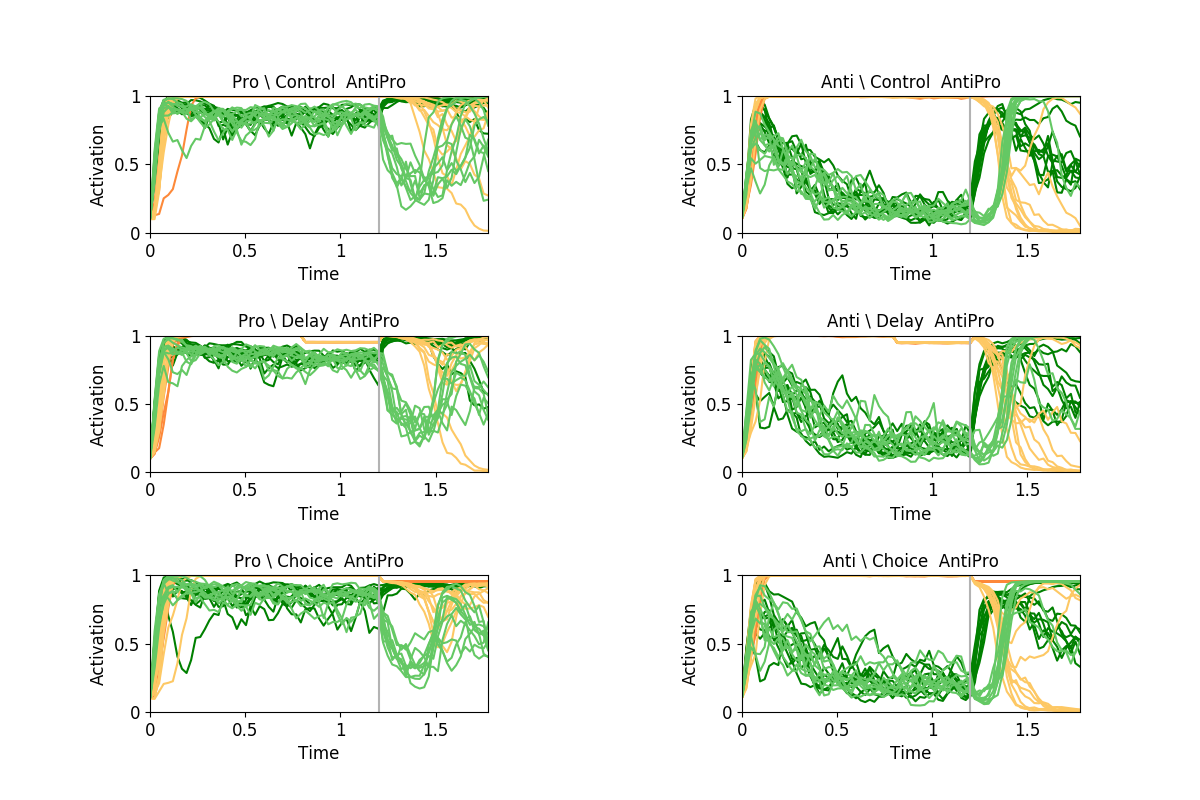 Pro \ Control  AntiPro
Activation
1
0.5
0
0
0.5
1
1.5
Time
Anti \ Control  AntiPro
Activation
1
0.5
0
0
0.5
1
1.5
Time
Pro \ Delay  AntiPro
Activation
1
0.5
0
0
0.5
1
1.5
Time
Anti \ Delay  AntiPro
Activation
1
0.5
0
0
0.5
1
1.5
Time
Pro \ Choice  AntiPro
Activation
1
0.5
0
0
0.5
1
1.5
Time
Anti \ Choice  AntiPro
Activation
1
0.5
0
0
0.5
1
1.5
Time